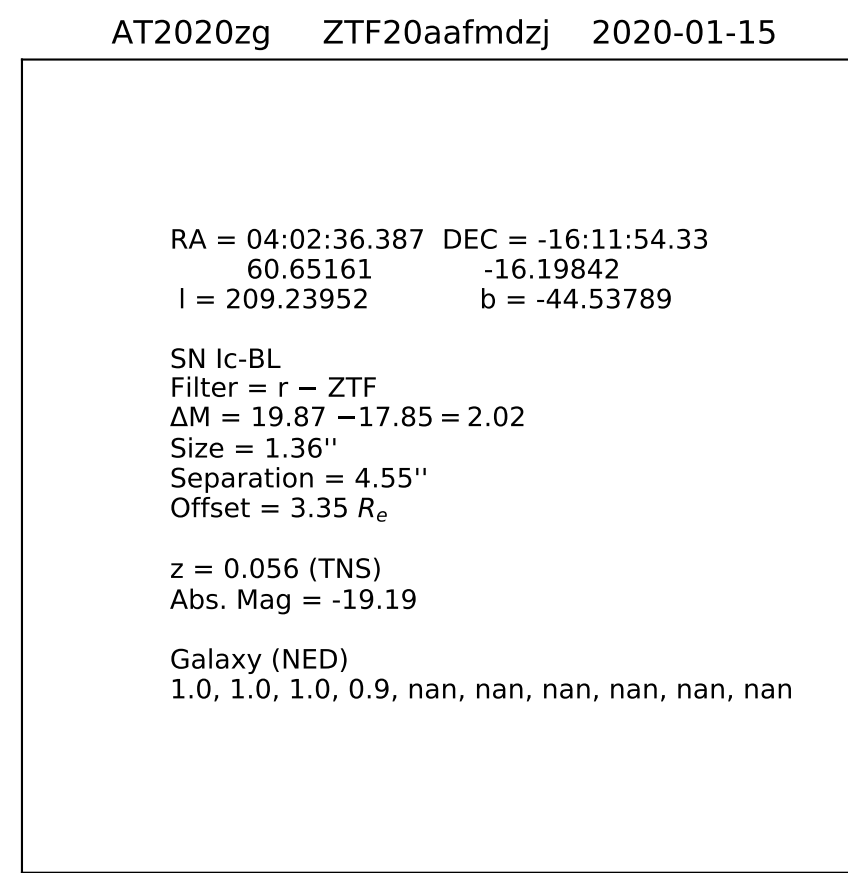 AT2020zg ZTF20aafmdzj 2020-01-15
RA = 04:02:36.387 DEC = -16:11:54.33
60.65161 -16.19842
l = 209.23952 b = -44.53789
SN Ic-BL
Filter = r − ZTF
ΔM = 19.87 −17.85 = 2.02
Size = 1.36''
Separation = 4.55''
Offset = 3.35 Re
z = 0.056 (TNS)
Abs. Mag = -19.19
Galaxy (NED)
1.0, 1.0, 1.0, 0.9, nan, nan, nan, nan, nan, nan